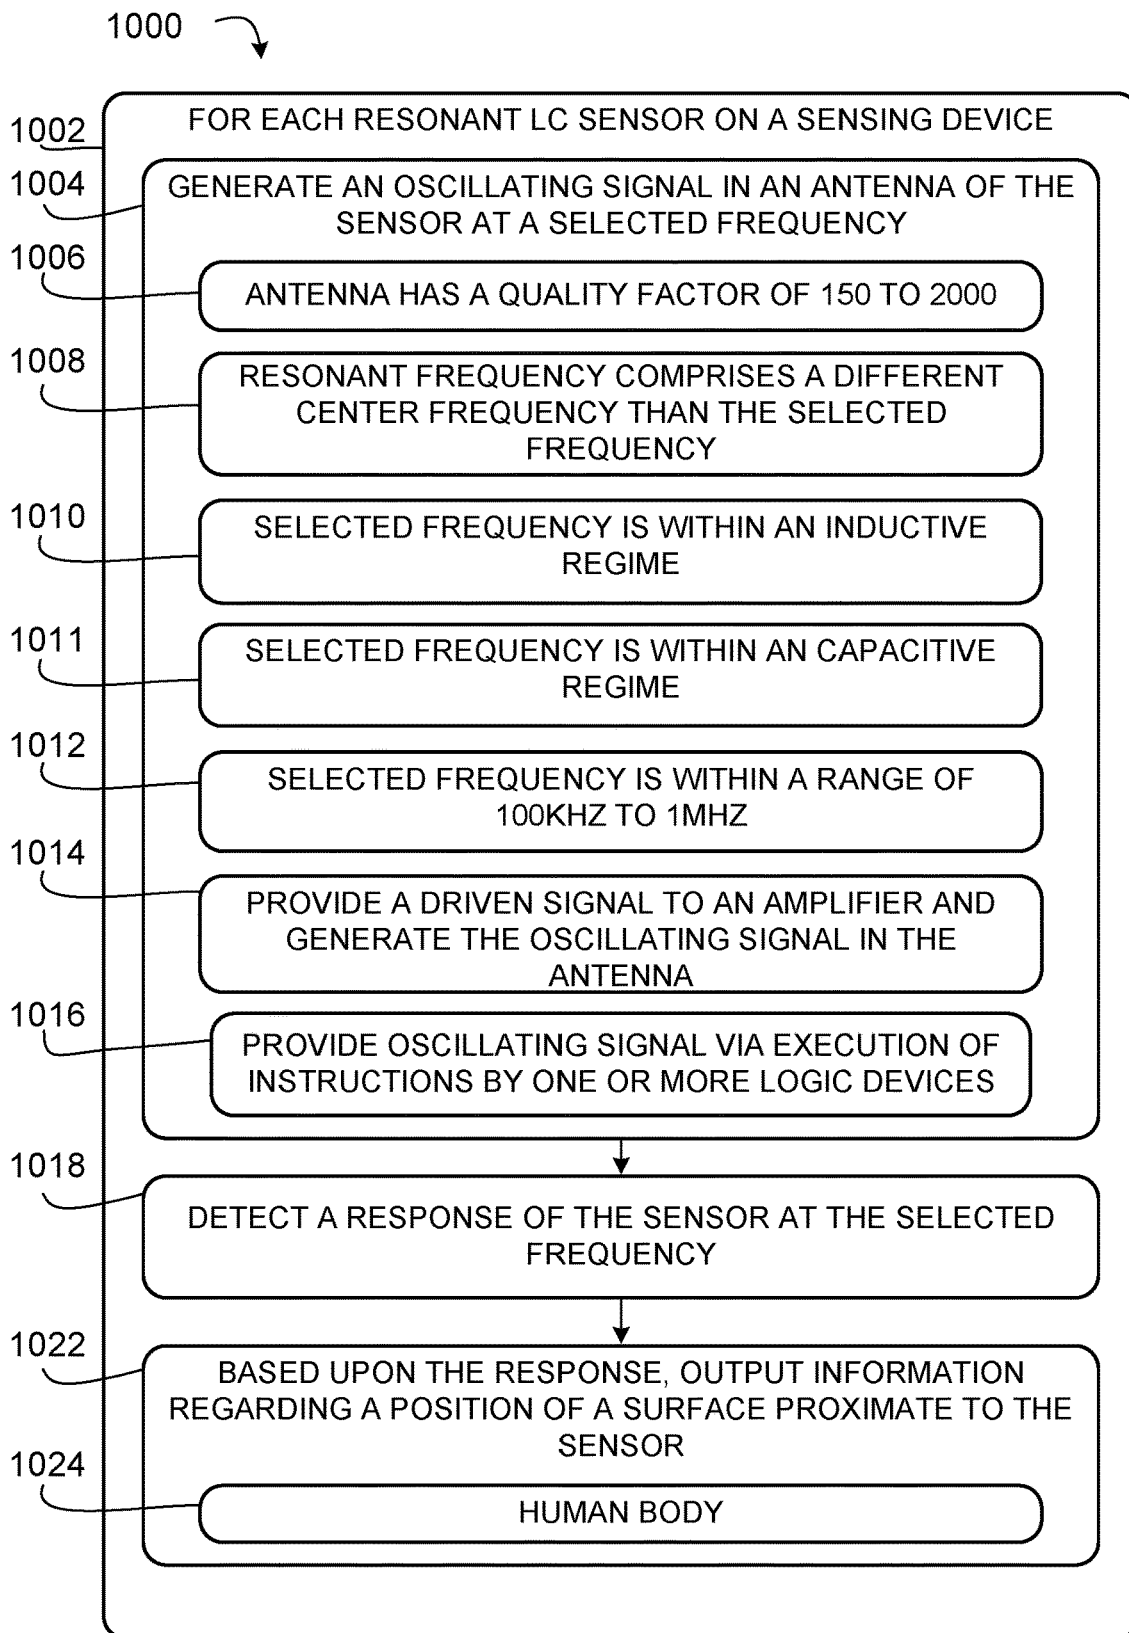 1000
1002
FOR EACH RESONANT LC SENSOR ON A SENSING DEVICE
1004
GENERATE AN OSCILLATING SIGNAL IN AN ANTENNA OF THE
SENSOR AT A SELECTED FREQUENCY
1006
ANTENNA HAS A QUALITY FACTOR OF 150 TO 2000
1008
RESONANT FREQUENCY COMPRISES A DIFFERENT
CENTER FREQUENCY THAN THE SELECTED
FREQUENCY
1010
SELECTED FREQUENCY IS WITHIN AN INDUCTIVE
REGIME
1011
SELECTED FREQUENCY IS WITHIN AN CAPACITIVE
REGIME
1012
SELECTED FREQUENCY IS WITHIN A RANGE OF
100KHZ TO 1MHZ
1014
PROVIDE A DRIVEN SIGNAL TO AN AMPLIFIER AND
GENERATE THE OSCILLATING SIGNAL IN THE
ANTENNA
1016
PROVIDE OSCILLATING SIGNAL VIA EXECUTION OF
INSTRUCTIONS BY ONE OR MORE LOGIC DEVICES
1018
DETECT A RESPONSE OF THE SENSOR AT THE SELECTED
FREQUENCY
1022
BASED UPON THE RESPONSE, OUTPUT INFORMATION
REGARDING A POSITION OF A SURFACE PROXIMATE TO THE
SENSOR
1024
HUMAN BODY